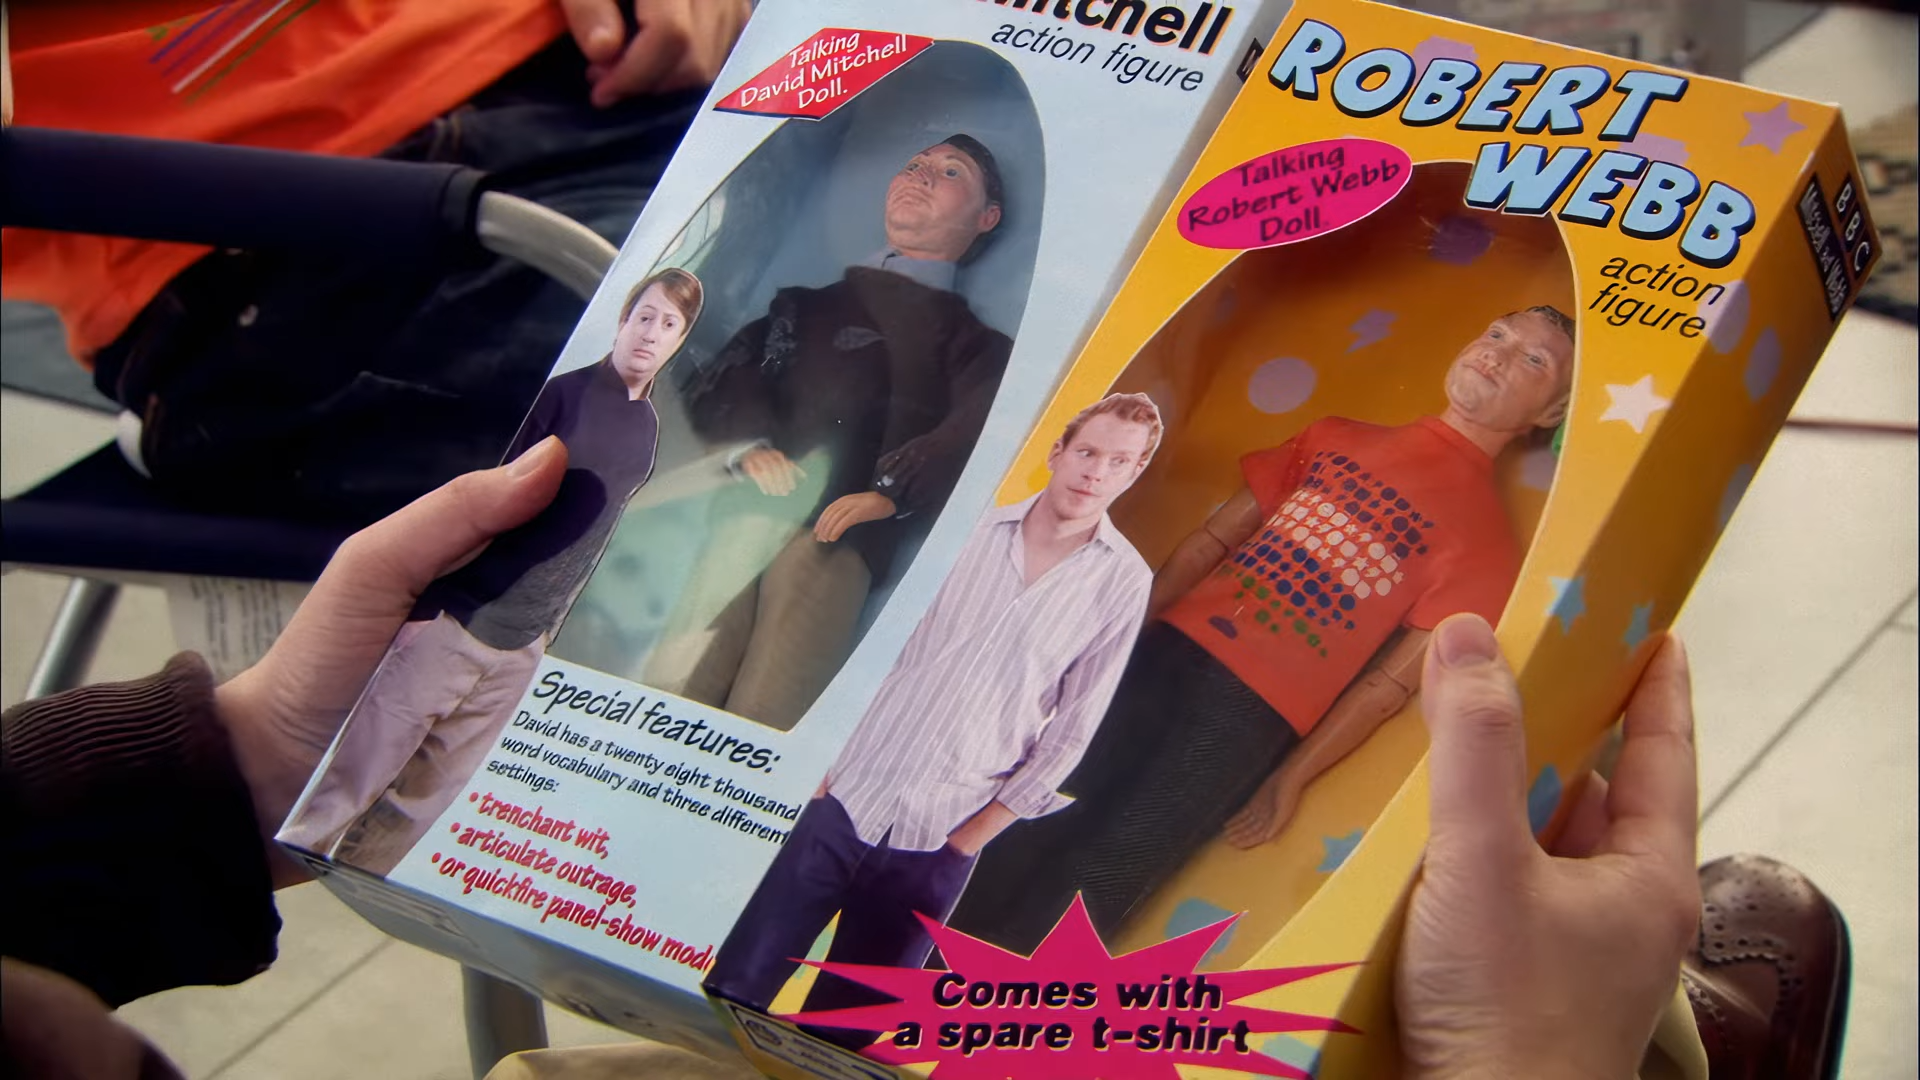 Mitchell
action figure
Talking
David Mitchell
Doll.
Special features:
David has a twenty eight thousand
word vocabulary and three different
settings:
• trenchant wit,
• articulate outrage,
• or quickfire panel-show mode
ROBERT
WEBB
action
figure
Talking
Robert Webb
Doll.
Comes with
a spare t-shirt
BBC